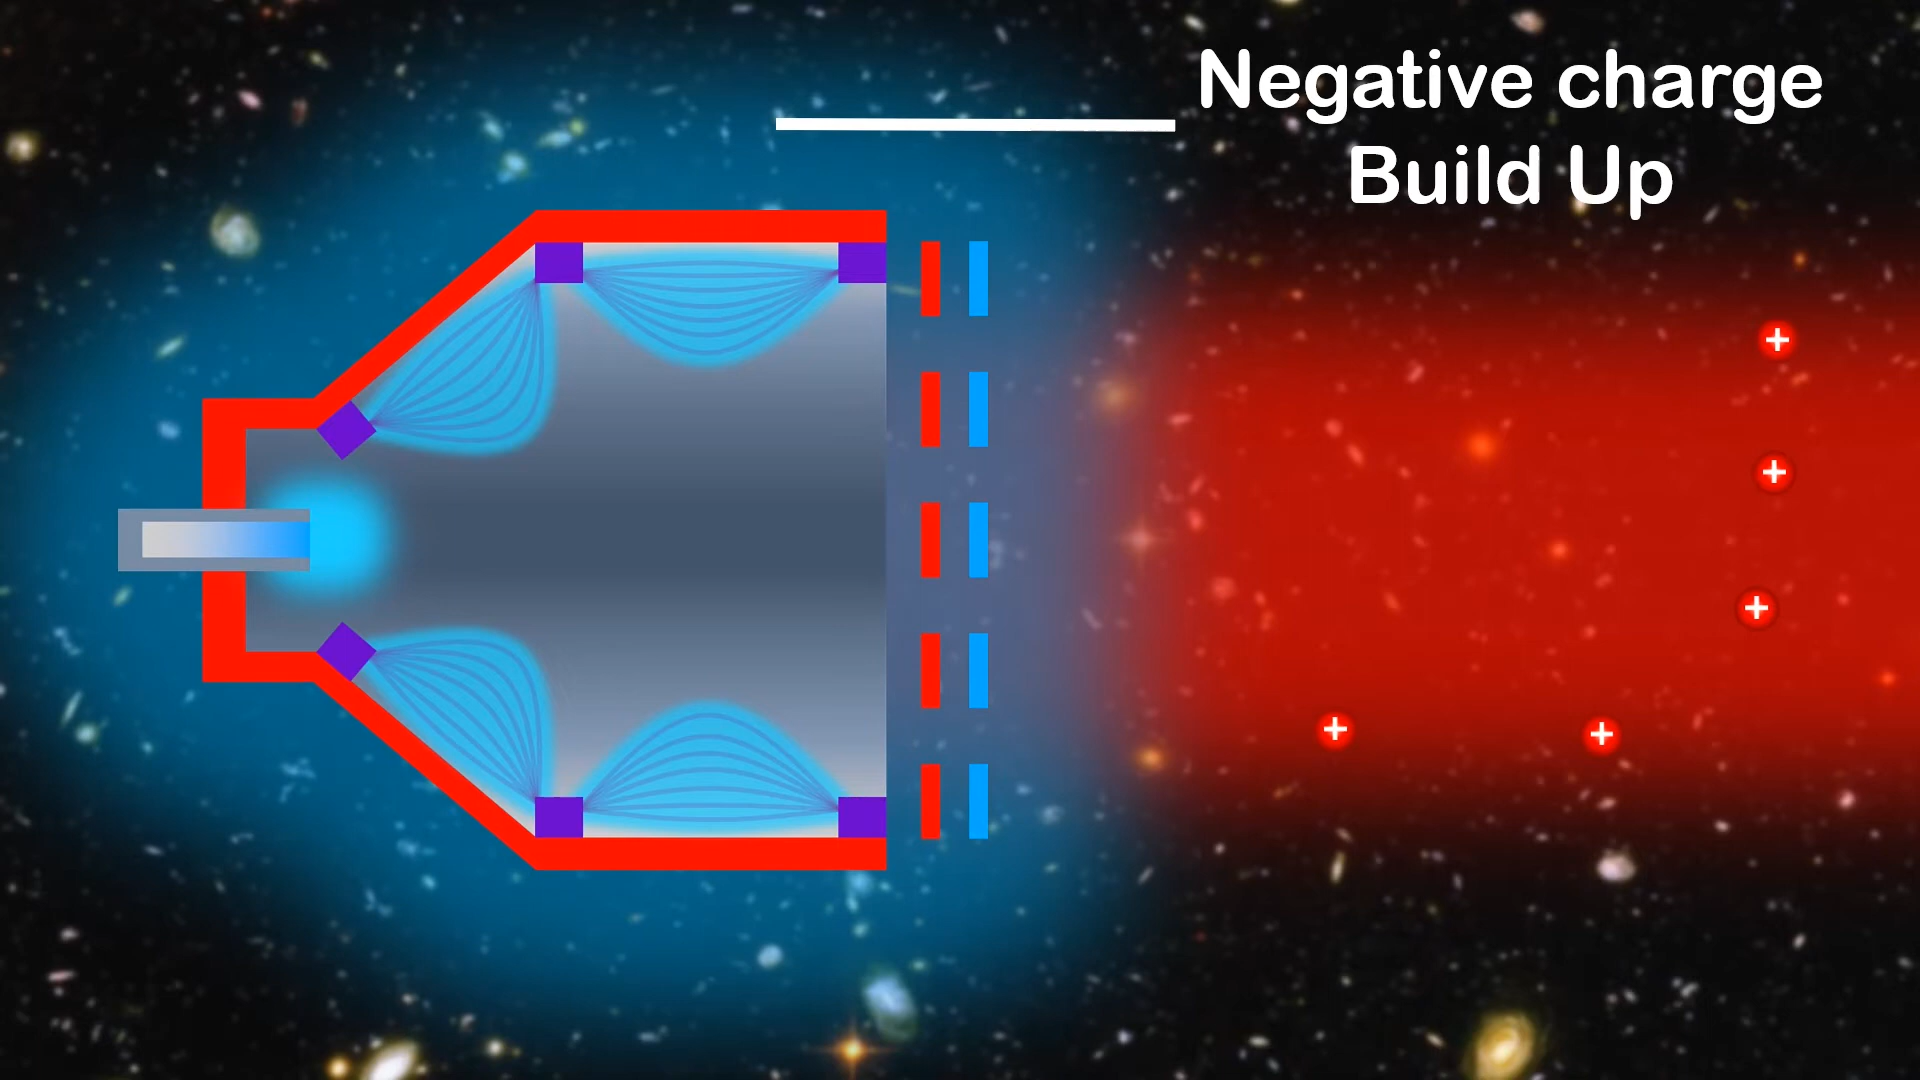 Negative charge
Build Up
+
+
+
+
+